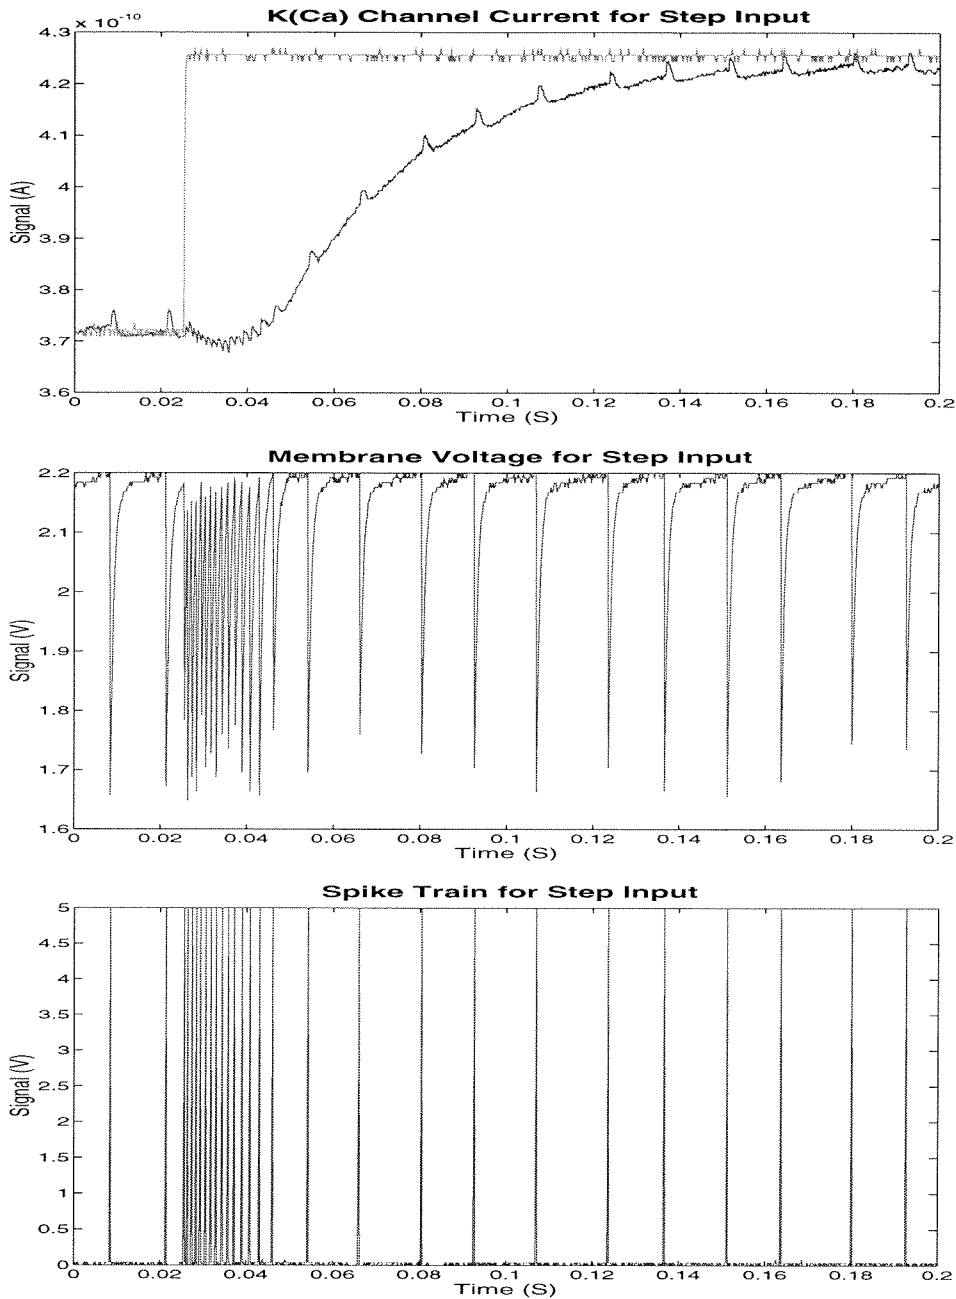 K(Ca) Channel Current for Step Input
x 10^-10
4.3
4.2
4.1
4
3.9
3.8
3.7
3.6
Signal (A)
0 0.02 0.04 0.06 0.08 0.1 0.12 0.14 0.16 0.18 0.2
Time (S)
Membrane Voltage for Step Input
2.2
2.1
2
1.9
1.8
1.7
1.6
Signal (V)
0 0.02 0.04 0.06 0.08 0.1 0.12 0.14 0.16 0.18 0.2
Time (S)
Spike Train for Step Input
5
4.5
4
3.5
3
2.5
2
1.5
1
0.5
0
Signal (V)
0 0.02 0.04 0.06 0.08 0.1 0.12 0.14 0.16 0.18 0.2
Time (S)